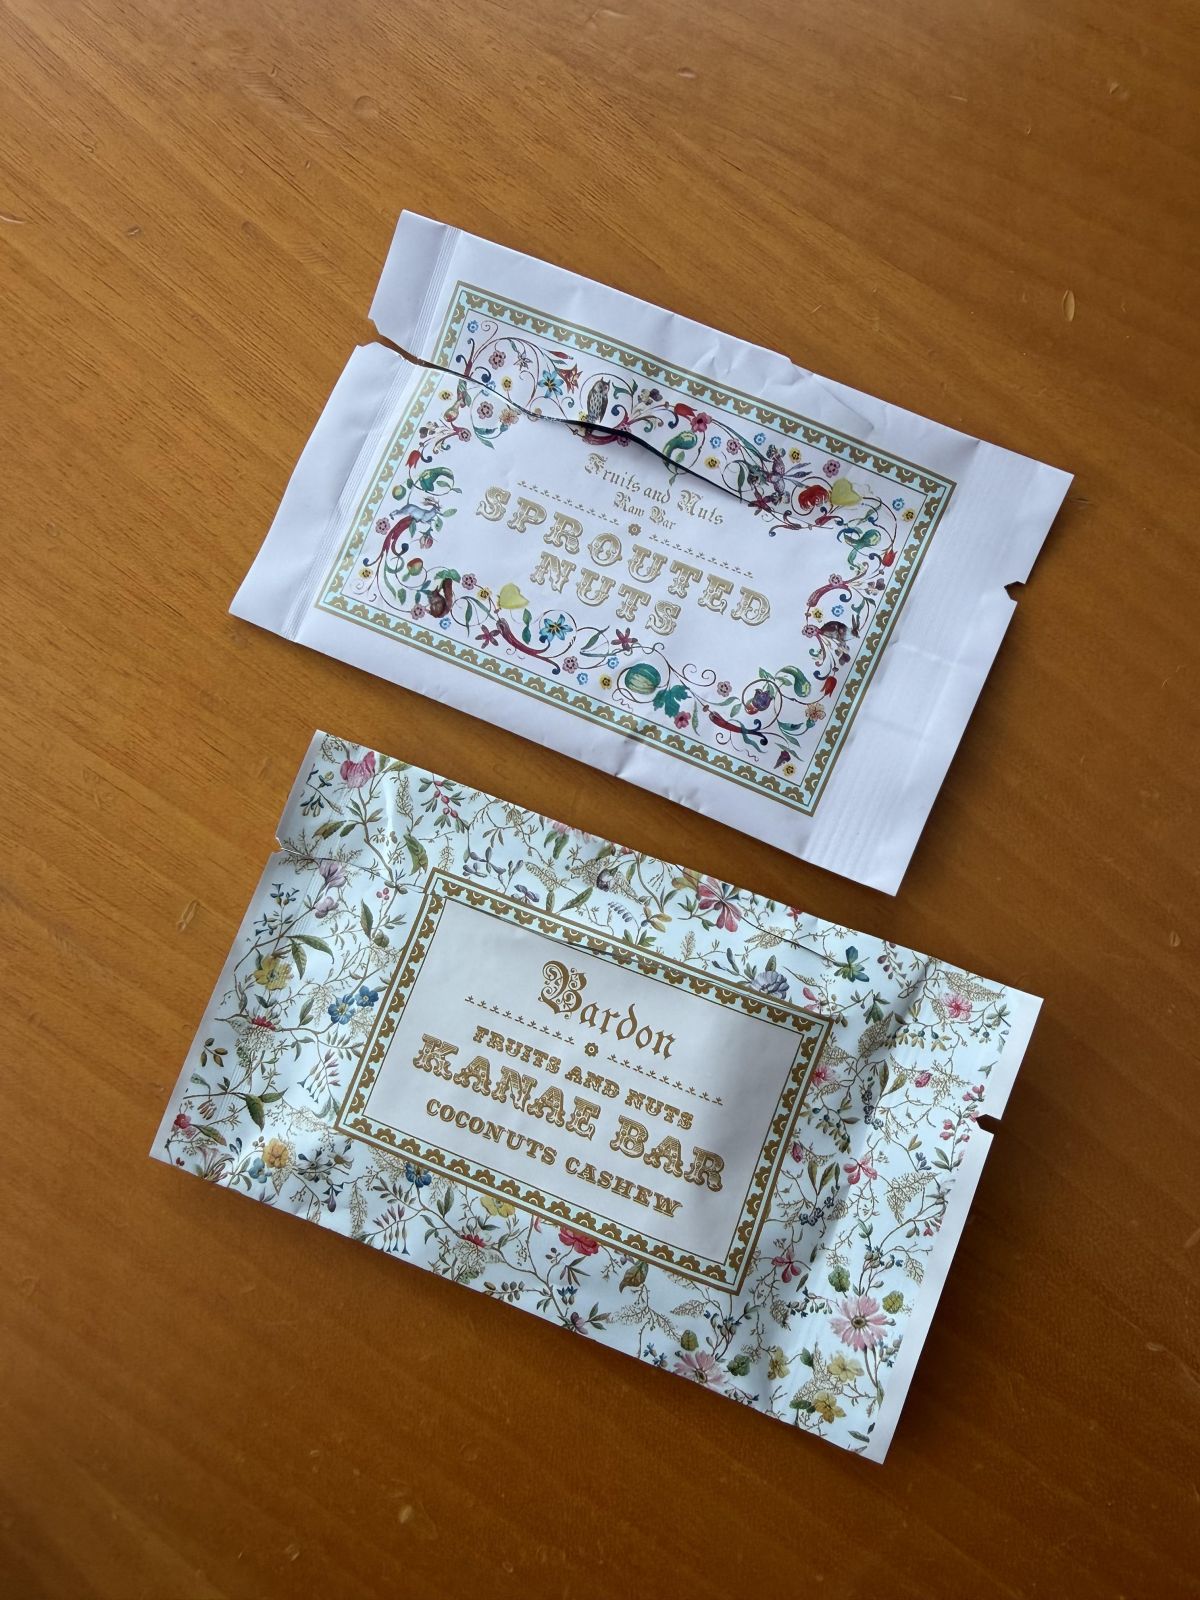 Fruits and Nuts
Raw Bar
SPROUTED
NUTS
Bardon
FRUITS AND NUTS
KANAE BAR
COCONUTS CASHEW